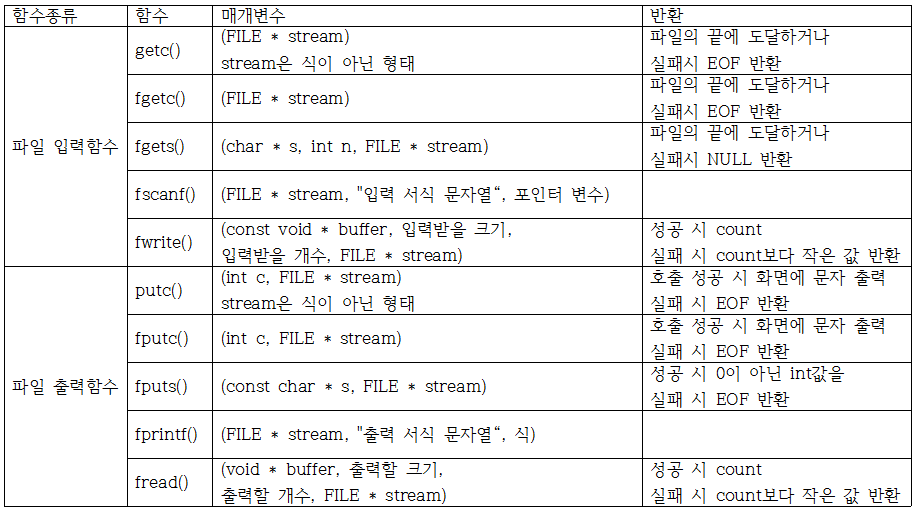 함수종류 함수 매개변수 반환
파일 입력함수
getc()
(FILE * stream)
stream은 식이 아닌 형태
파일의 끝에 도달하거나
실패시 EOF 반환
fgetc()
(FILE * stream)
파일의 끝에 도달하거나
실패시 EOF 반환
fgets()
(char * s, int n, FILE * stream)
파일의 끝에 도달하거나
실패시 NULL 반환
fscanf()
(FILE * stream, "입력 서식 문자열“, 포인터 변수)
fwrite()
(const void * buffer, 입력받을 크기,
입력받을 개수, FILE * stream)
성공 시 count
실패 시 count보다 작은 값 반환
파일 출력함수
putc()
(int c, FILE * stream)
stream은 식이 아닌 형태
호출 성공 시 화면에 문자 출력
실패 시 EOF 반환
fputc()
(int c, FILE * stream)
호출 성공 시 화면에 문자 출력
실패 시 EOF 반환
fputs()
(const char * s, FILE * stream)
성공 시 0이 아닌 int값을
실패 시 EOF 반환
fprintf()
(FILE * stream, "출력 서식 문자열“, 식)
fread()
(void * buffer, 출력할 크기,
출력할 개수, FILE * stream)
성공 시 count
실패 시 count보다 작은 값 반환